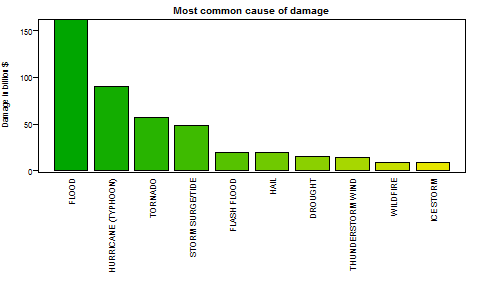 Most common cause of damage
Damage in billion $
150
100
50
0
FLOOD
HURRICANE (TYPHOON)
TORNADO
STORM SURGE/TIDE
FLASH FLOOD
HAIL
DROUGHT
THUNDERSTORM WIND
WILDFIRE
ICE STORM